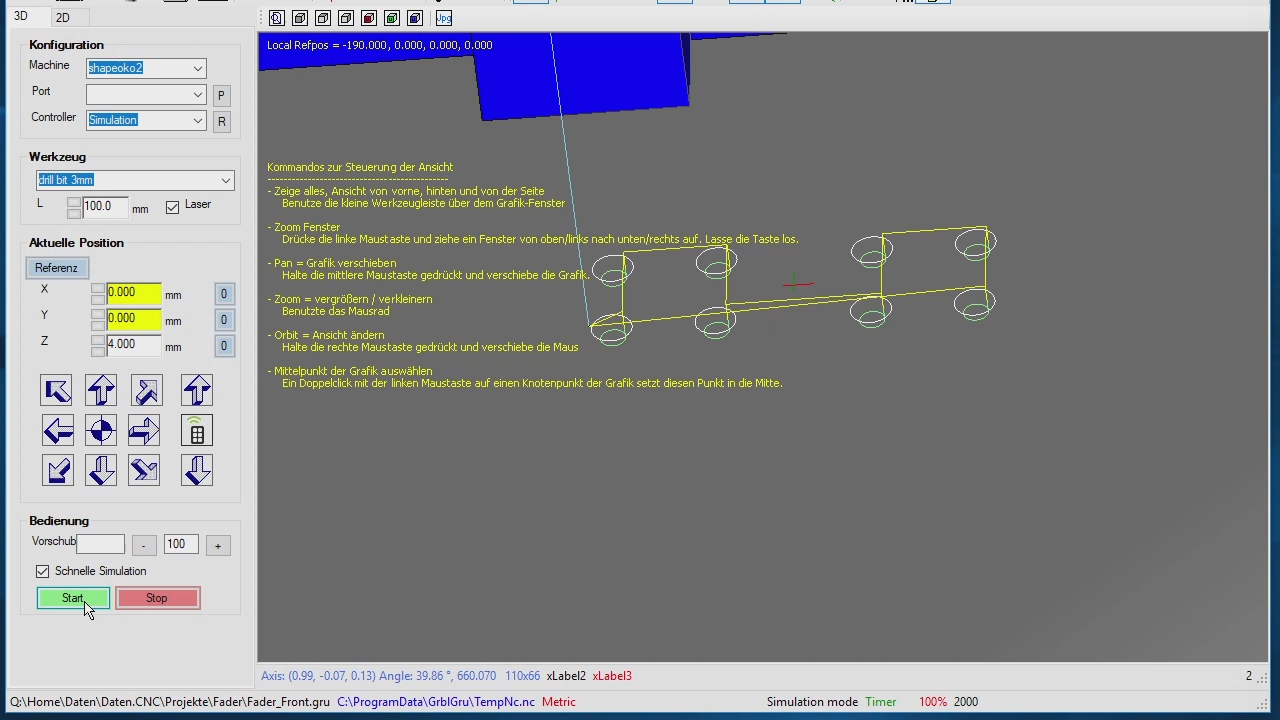 3D
2D
Jpg
Konfiguration
Machine
shapeoko2
Port
P
Controller
Simulation
R
Werkzeug
drill bit 3mm
L
100.0
mm
Laser
Aktuelle Position
Referenz
X
0.000
mm
0
Y
0.000
mm
0
Z
4.000
mm
0
Bedienung
Vorschub
-
100
+
Schnelle Simulation
Start
Stop
Local Refpos = -190.000, 0.000, 0.000, 0.000
Kommandos zur Steuerung der Ansicht
------------------------------------------------
- Zeige alles, Ansicht von vorne, hinten und von der Seite
Benutze die kleine Werkzeugleiste über dem Grafik-Fenster
- Zoom Fenster
Drücke die linke Maustaste und ziehe ein Fenster von oben/links nach unten/rechts auf. Lasse die Taste los.
- Pan = Grafik verschieben
Halte die mittlere Maustaste gedrückt und verschiebe die Grafik.
- Zoom = vergrößern / verkleinern
Benutzte das Mausrad
- Orbit = Ansicht ändern
Halte die rechte Maustaste gedrückt und verschiebe die Maus
- Mittelpunkt der Grafik auswählen
Ein Doppelclick mit der linken Maustaste auf einen Knotenpunkt der Grafik setzt diesen Punkt in die Mitte.
Axis: (0.99, -0.07, 0.13) Angle: 39.86 °, 660.070 110x66 xLabel2 xLabel3
2
Q:\Home\Daten\Daten.CNC\Projekte\Fader\Fader_Front.gru C:\ProgramData\GrblGru\TempNc.nc Metric
Simulation mode Timer 100% 2000